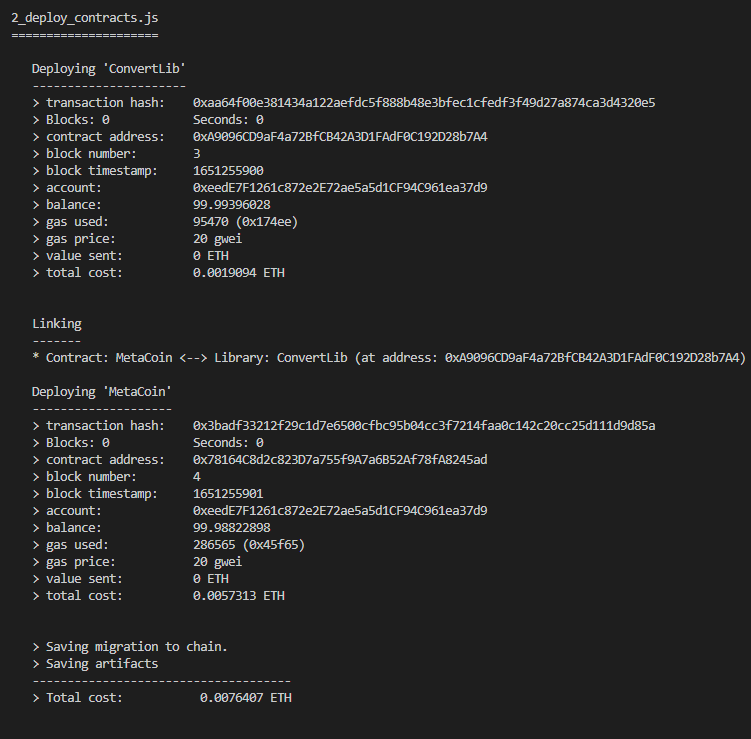 2_deploy_contracts.js
=====================
Deploying 'ConvertLib'
----------------------
> transaction hash: 0xaa64f00e381434a122aefdc5f888b48e3bfec1cfedf3f49d27a874ca3d4320e5
> Blocks: 0 Seconds: 0
> contract address: 0xA9096CD9aF4a72BfCB42A3D1FAdF0C192D28b7A4
> block number: 3
> block timestamp: 1651255900
> account: 0xeedE7F1261c872e2E72ae5a5d1CF94C961ea37d9
> balance: 99.99396028
> gas used: 95470 (0x174ee)
> gas price: 20 gwei
> value sent: 0 ETH
> total cost: 0.0019094 ETH
Linking
-------
* Contract: MetaCoin <--> Library: ConvertLib (at address: 0xA9096CD9aF4a72BfCB42A3D1FAdF0C192D28b7A4)
Deploying 'MetaCoin'
--------------------
> transaction hash: 0x3badf33212f29c1d7e6500cfbc95b04cc3f7214faa0c142c20cc25d111d9d85a
> Blocks: 0 Seconds: 0
> contract address: 0x78164C8d2c823D7a755f9A7a6B52Af78fA8245ad
> block number: 4
> block timestamp: 1651255901
> account: 0xeedE7F1261c872e2E72ae5a5d1CF94C961ea37d9
> balance: 99.98822898
> gas used: 286565 (0x45f65)
> gas price: 20 gwei
> value sent: 0 ETH
> total cost: 0.0057313 ETH
> Saving migration to chain.
> Saving artifacts
-------------------------------------
> Total cost: 0.0076407 ETH